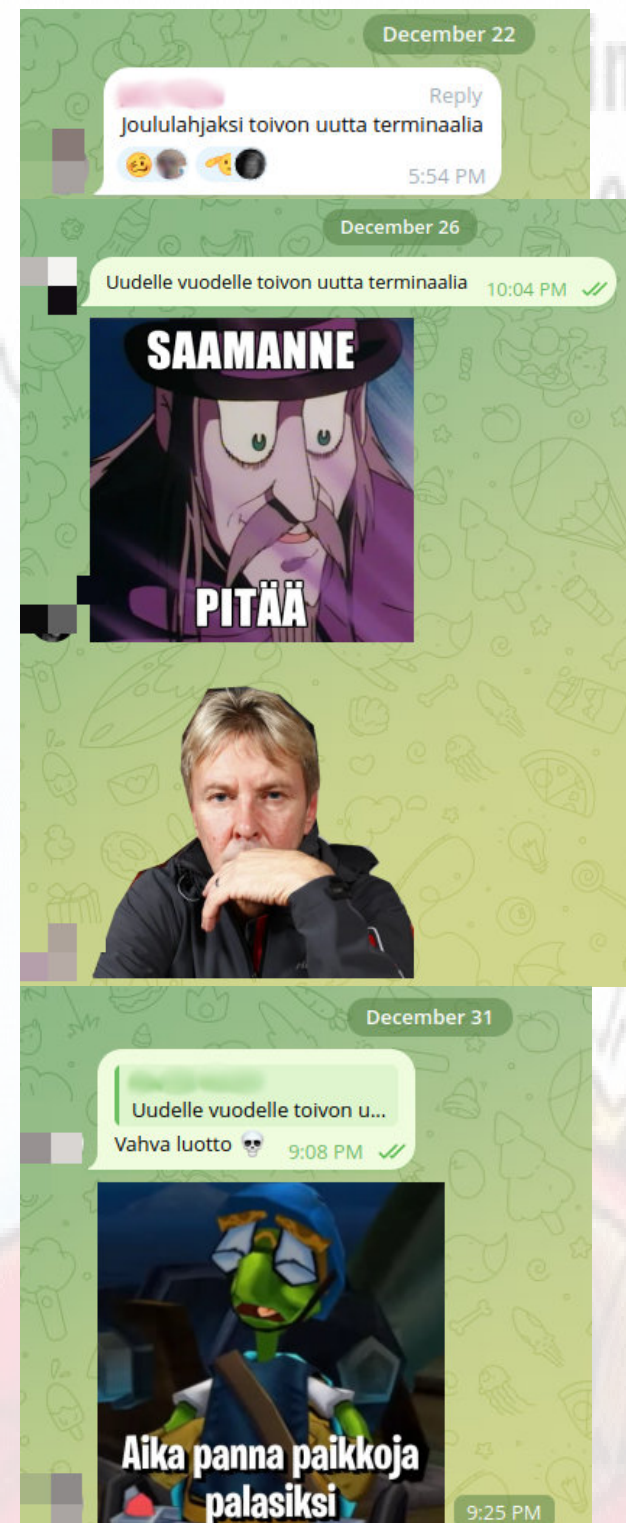 December 22
Reply
Joululahjaksi toivon uutta terminaalia
5:54 PM
December 26
Uudelle vuodelle toivon uutta terminaalia 10:04 PM
SAAMANNE
PITÄÄ
December 31
Uudelle vuodelle toivon u...
Vahva luotto 💀 9:08 PM
Aika panna paikkoja
palasiksi
9:25 PM